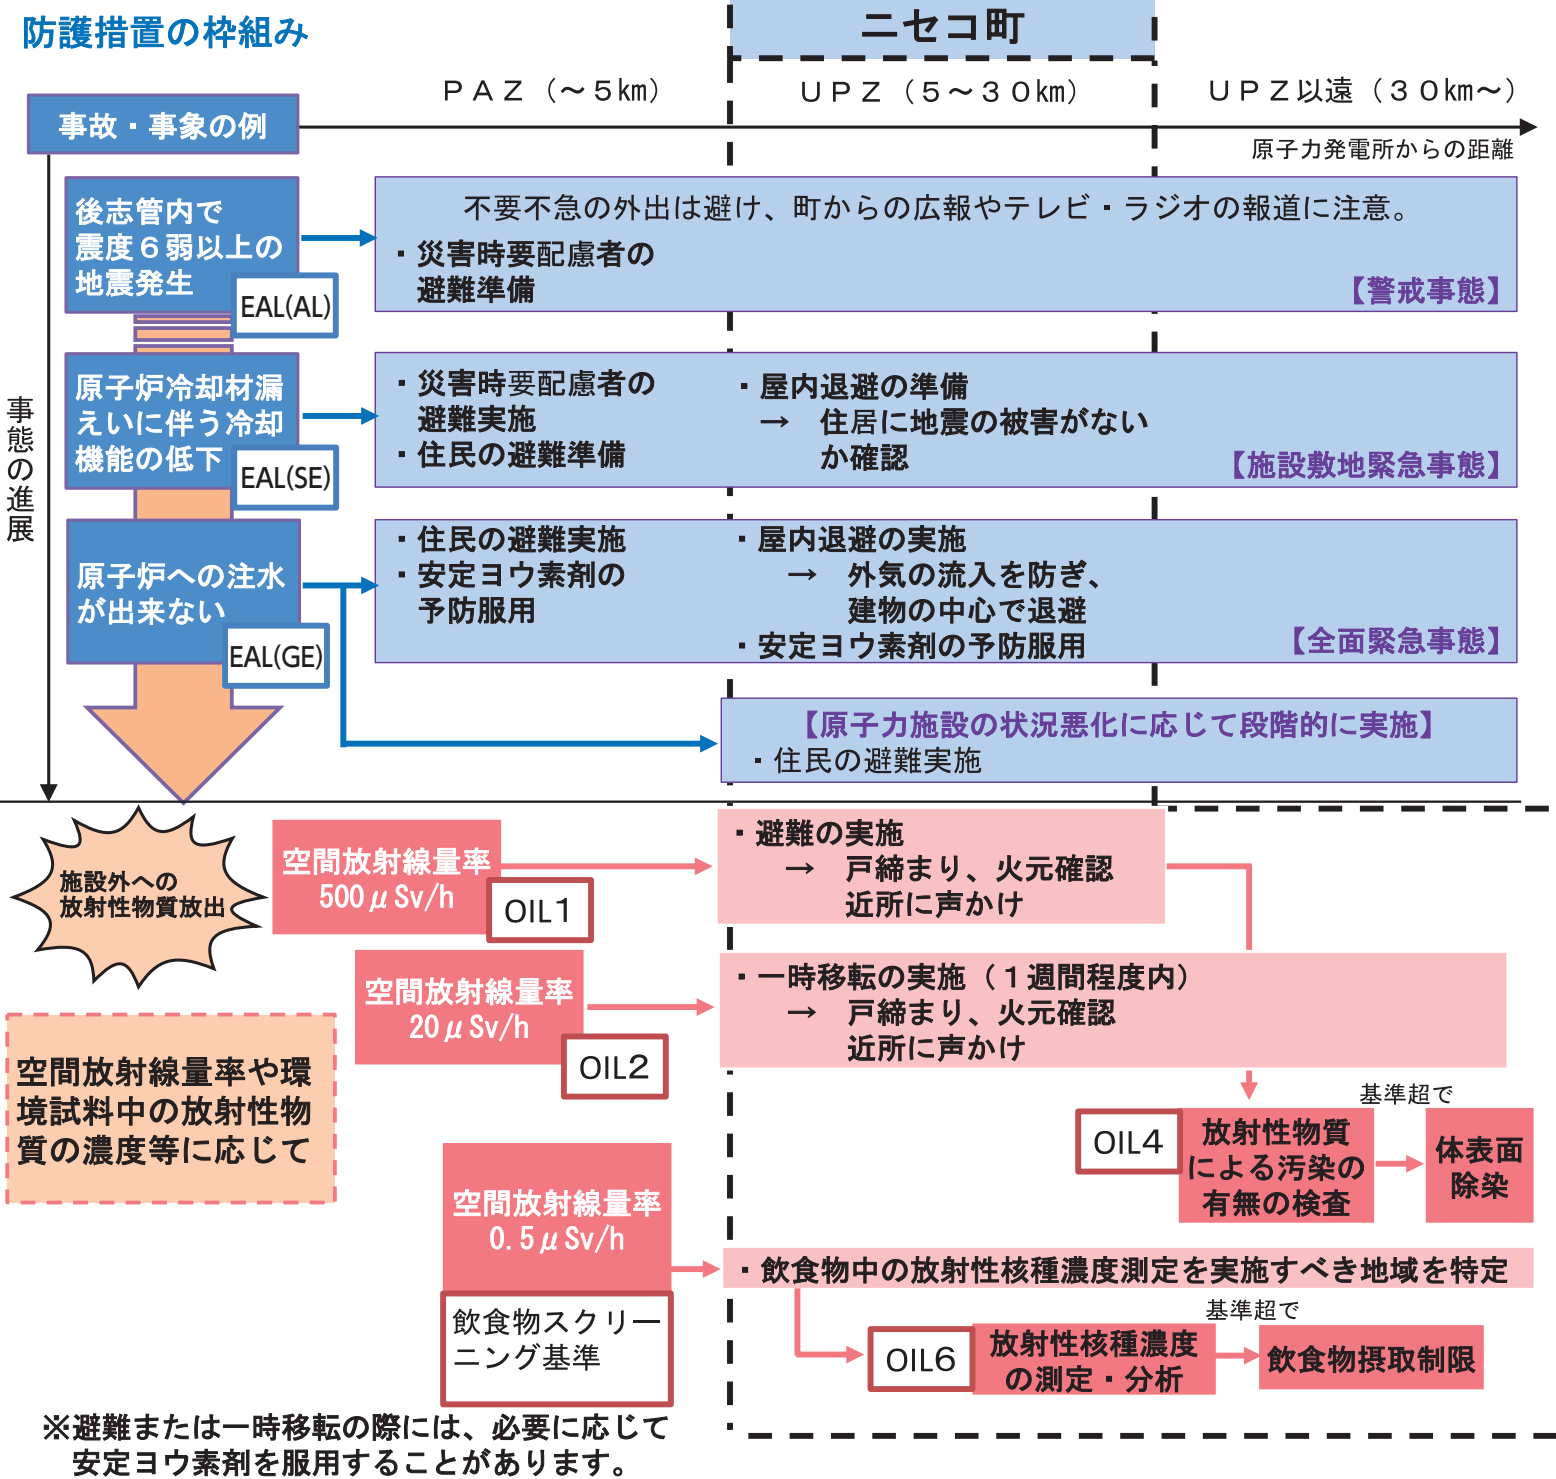 防護措置の枠組み
ニセコ町
ＰＡＺ（～５㎞）
ＵＰＺ（５～３０㎞）
ＵＰＺ以遠（３０㎞～）
事故・事象の例
原子力発電所からの距離
事態の進展
後志管内で
震度６弱以上の
地震発生
EAL(AL)
不要不急の外出は避け、町からの広報やテレビ・ラジオの報道に注意。
・災害時要配慮者の
避難準備
【警戒事態】
原子炉冷却材漏
えいに伴う冷却
機能の低下
EAL(SE)
・災害時要配慮者の
避難実施
・住民の避難準備
・屋内退避の準備
→ 住居に地震の被害がない
か確認
【施設敷地緊急事態】
原子炉への注水
が出来ない
EAL(GE)
・住民の避難実施
・安定ヨウ素剤の
予防服用
・屋内退避の実施
→ 外気の流入を防ぎ、
建物の中心で退避
・安定ヨウ素剤の予防服用
【全面緊急事態】
【原子力施設の状況悪化に応じて段階的に実施】
・住民の避難実施
施設外への
放射性物質放出
空間放射線量率
500μSv/h
OIL1
・避難の実施
→ 戸締まり、火元確認
近所に声かけ
空間放射線量率
20μSv/h
OIL2
・一時移転の実施（１週間程度内）
→ 戸締まり、火元確認
近所に声かけ
空間放射線量率や環
境試料中の放射性物
質の濃度等に応じて
OIL4
放射性物質
による汚染の
有無の検査
基準超で
体表面
除染
空間放射線量率
0.5μSv/h
飲食物スクリー
ニング基準
・飲食物中の放射性核種濃度測定を実施すべき地域を特定
OIL6
放射性核種濃度
の測定・分析
基準超で
飲食物摂取制限
※避難または一時移転の際には、必要に応じて
安定ヨウ素剤を服用することがあります。